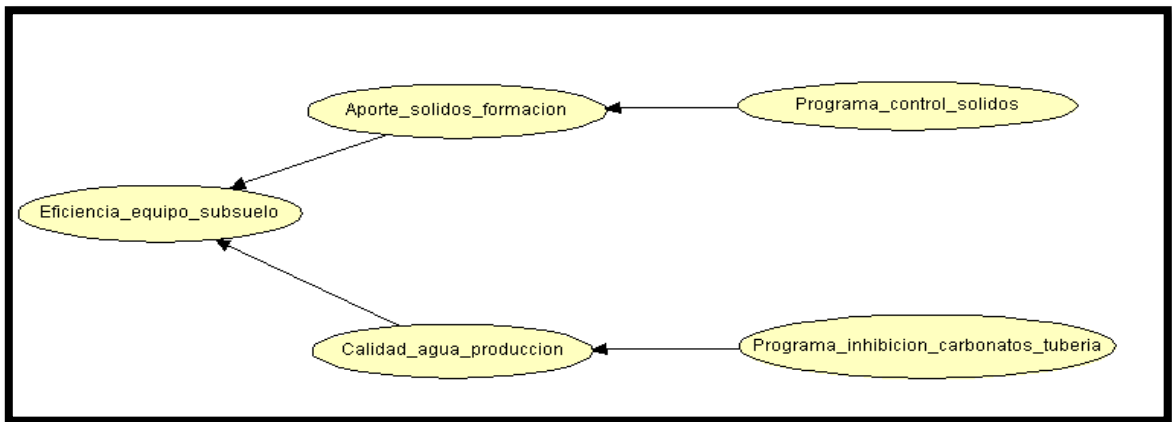 Aporte_solidos_formacion
Programa_control_solidos
Eficiencia_equipo_subsuelo
Calidad_agua_produccion
Programa_inhibicion_carbonatos_tuberia